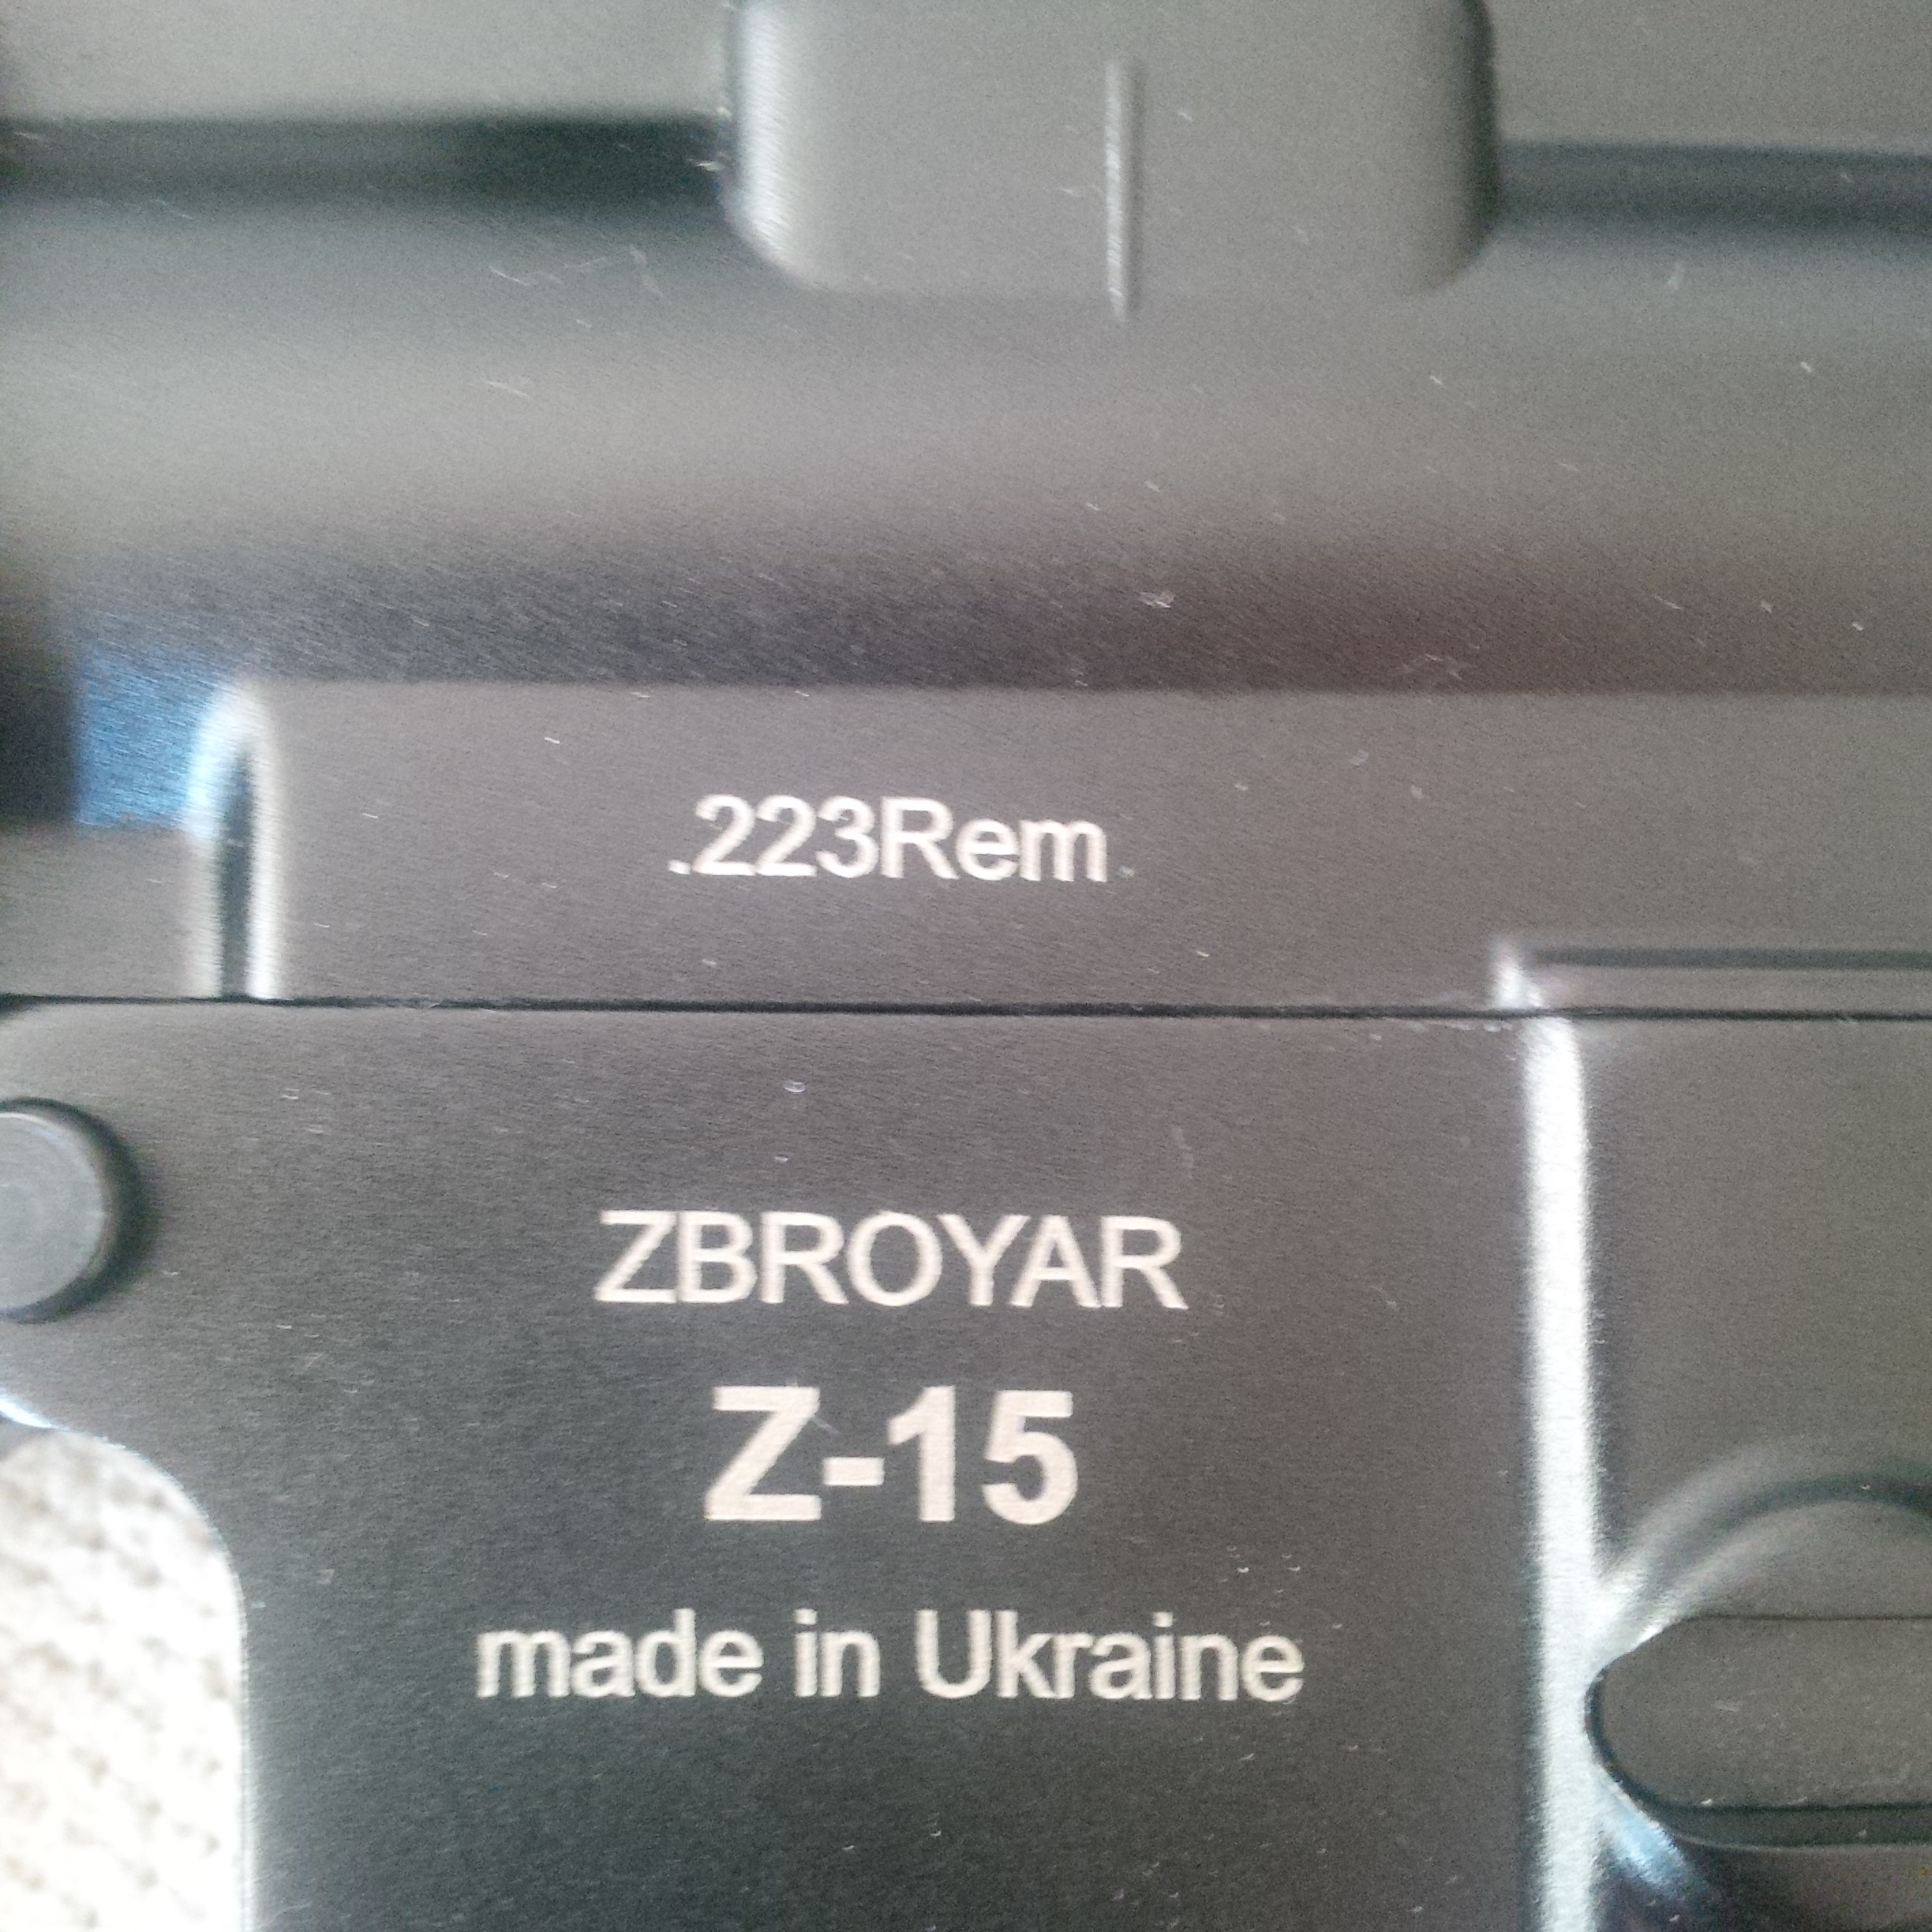 .223Rem
ZBROYAR
Z-15
made in Ukraine